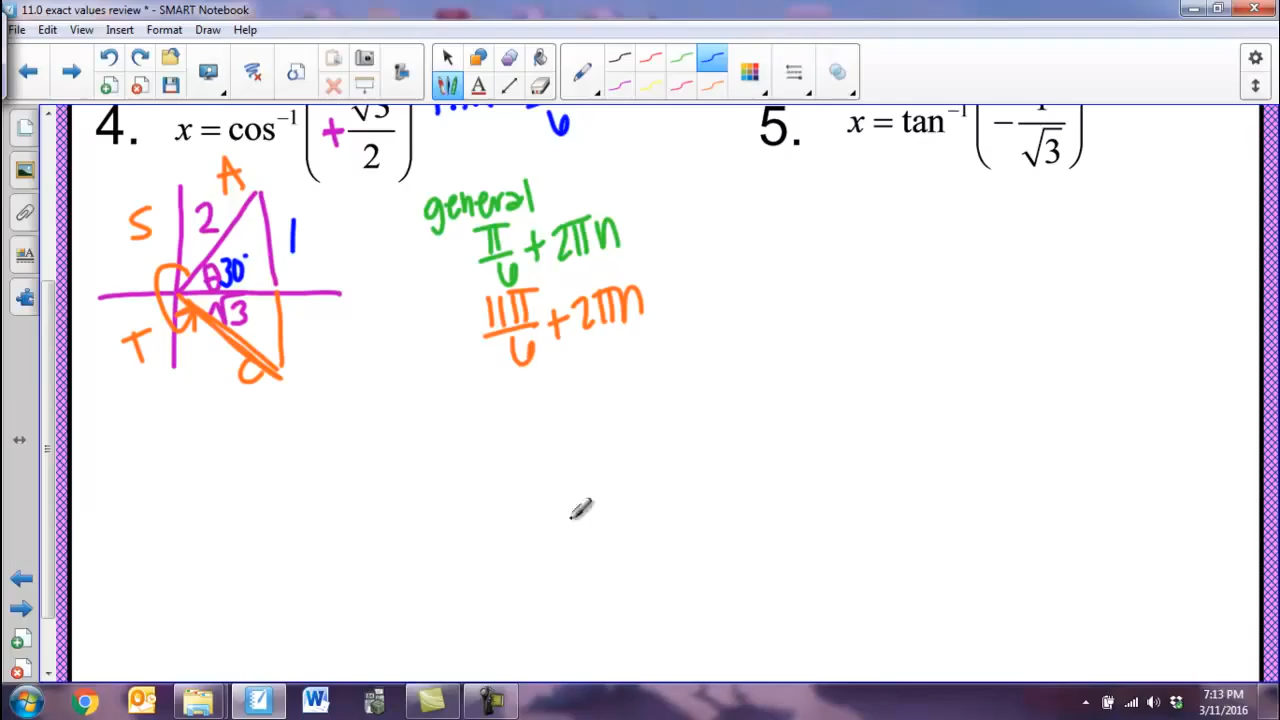 11.0 exact values review * - SMART Notebook
File Edit View Insert Format Draw Help
4. x = cos⁻¹(+√3/2)
5. x = tan⁻¹(-1/√3)
S A
2 1
θ 30°
√3
T C
general
π/6 + 2πn
11π/6 + 2πn
6
7:13 PM
3/11/2016